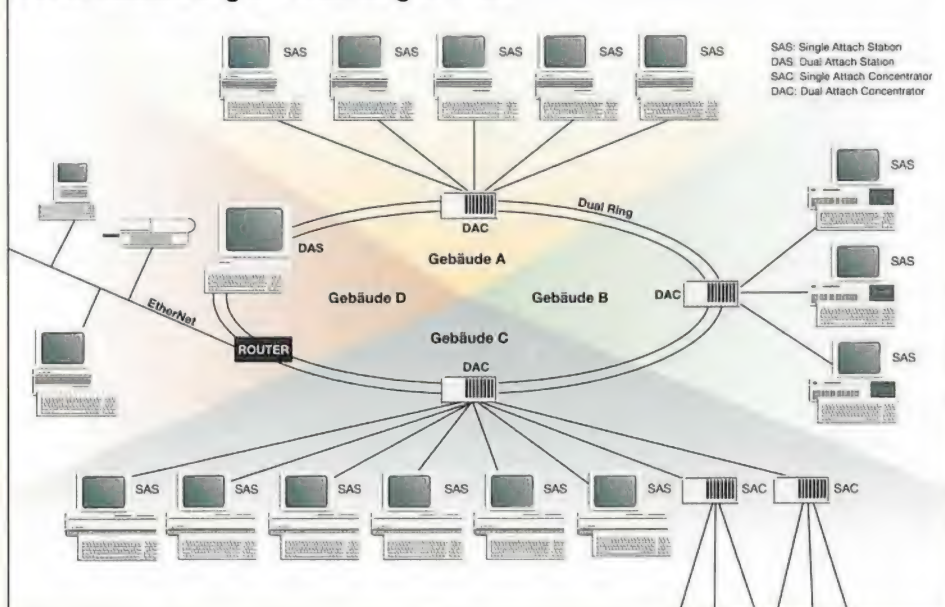 SAS
SAS
SAS
SAS
SAS
SAS: Single Attach Station
DAS: Dual Attach Station
SAC: Single Attach Concentrator
DAC: Dual Attach Concentrator
SAS
Dual Ring
DAC
DAS
Gebäude A
SAS
Gebäude D
Gebäude B
DAC
EtherNet
Gebäude C
ROUTER
DAC
SAS
SAS
SAS
SAS
SAS
SAS
SAS
SAC
SAC